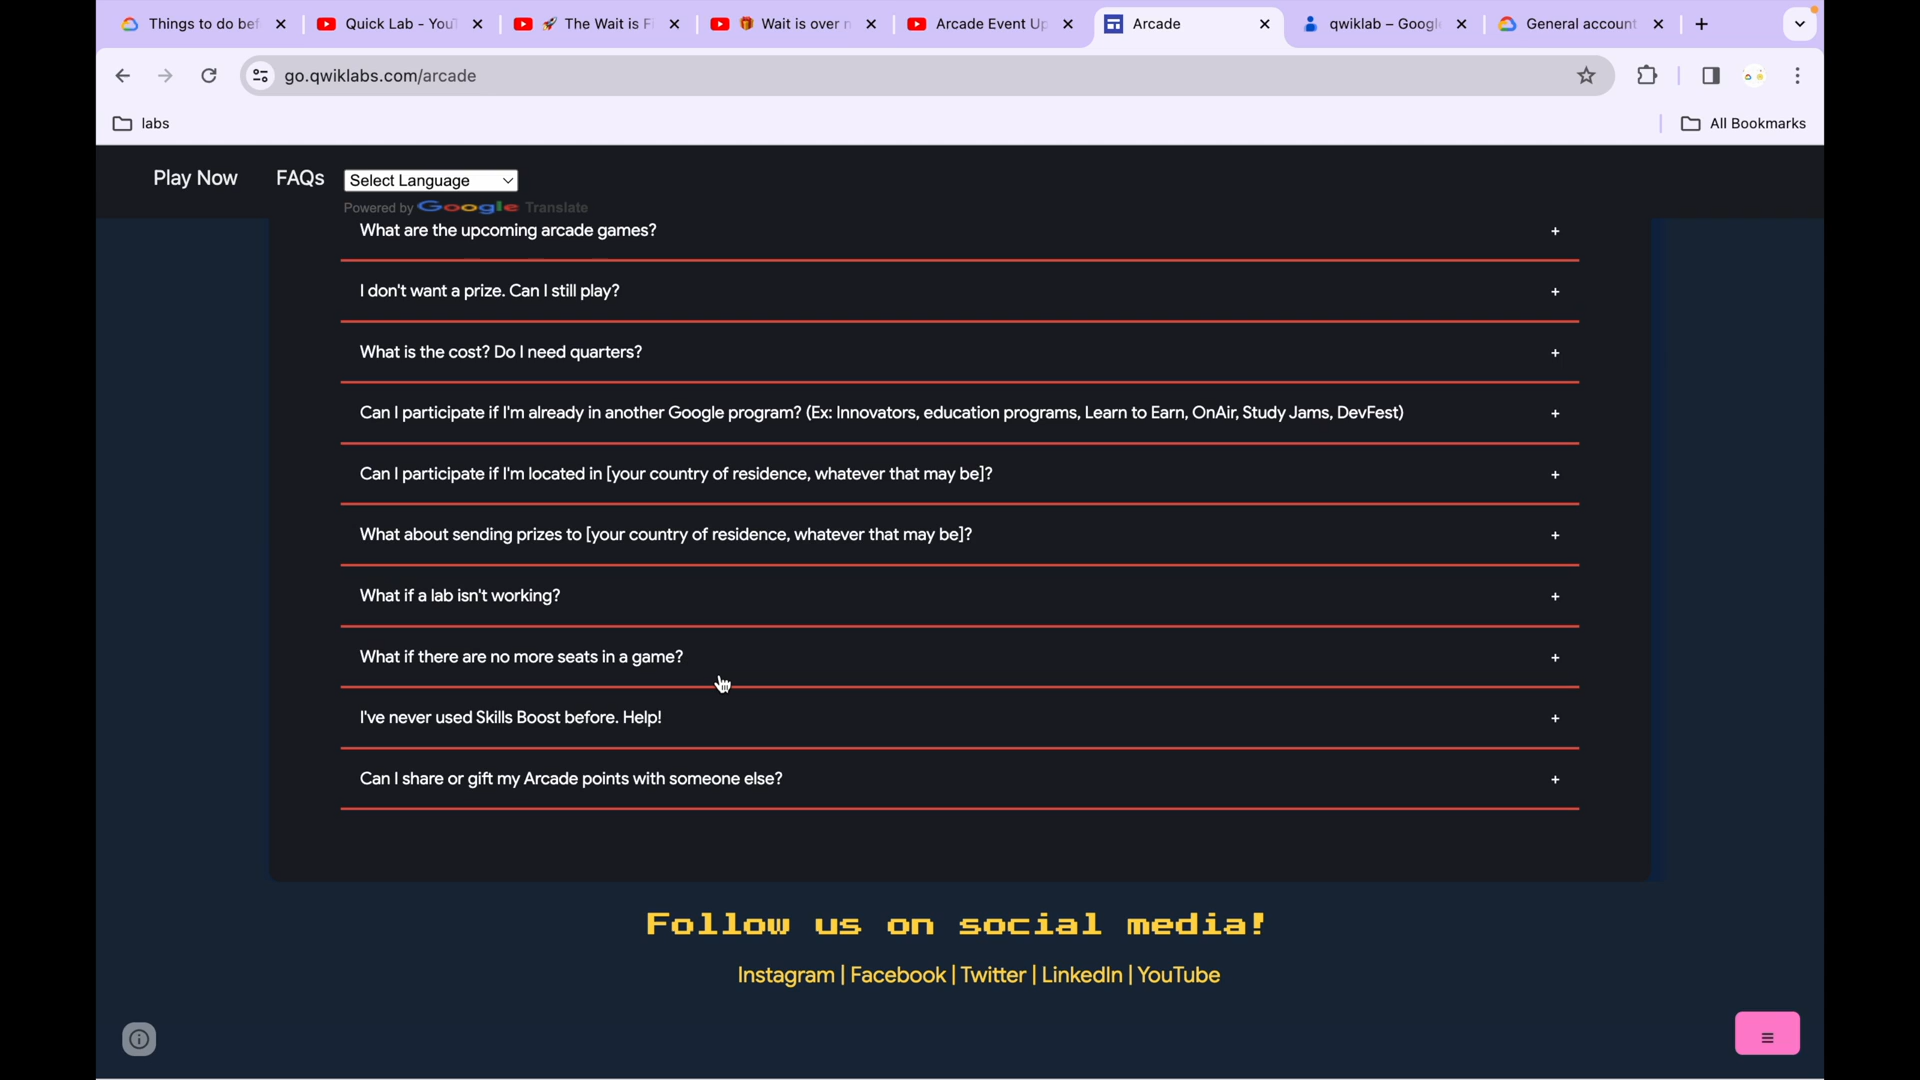 Things to do bef
Quick Lab - YouT
🚀 The Wait is F
🎁 Wait is over
Arcade Event Up
Arcade
qwiklab – Google
General account
go.qwiklabs.com/arcade
labs
All Bookmarks
Play Now
FAQs
Select Language
Powered by Google Translate
What are the upcoming arcade games? +
I don't want a prize. Can I still play? +
What is the cost? Do I need quarters? +
Can I participate if I'm already in another Google program? (Ex: Innovators, education programs, Learn to Earn, OnAir, Study Jams, DevFest) +
Can I participate if I'm located in [your country of residence, whatever that may be]? +
What about sending prizes to [your country of residence, whatever that may be]? +
What if a lab isn't working? +
What if there are no more seats in a game? +
I've never used Skills Boost before. Help! +
Can I share or gift my Arcade points with someone else? +
Follow us on social media!
Instagram | Facebook | Twitter | LinkedIn | YouTube